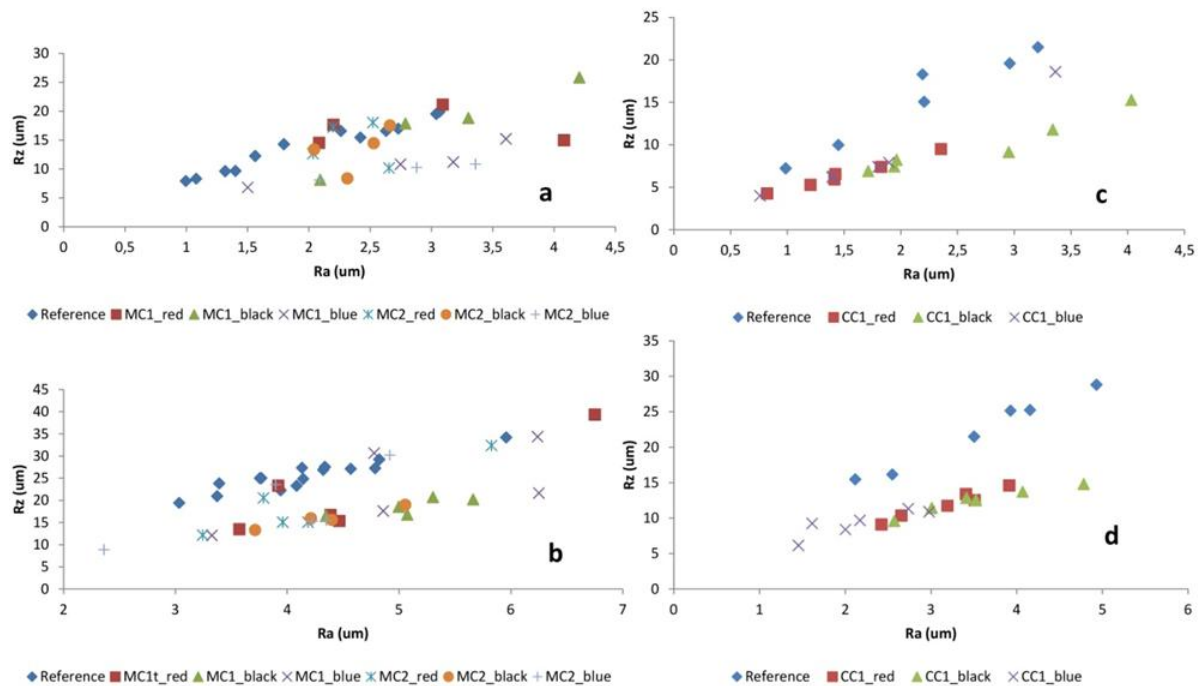 30
25
20
15
10
5
0
Rz (um)
a
0 0,5 1 1,5 2 2,5 3 3,5 4 4,5
Ra (um)
Reference MC1_red MC1_black MC1_blue MC2_red MC2_black MC2_blue
25
20
15
10
5
0
Rz (um)
c
0 0,5 1 1,5 2 2,5 3 3,5 4 4,5
Ra (um)
Reference CC1_red CC1_black CC1_blue
45
40
35
30
25
20
15
10
5
0
Rz (um)
b
2 3 4 5 6 7
Ra (um)
Reference MC1t_red MC1_black MC1_blue MC2_red MC2_black MC2_blue
35
30
25
20
15
10
5
0
Rz (um)
d
0 1 2 3 4 5 6
Ra (um)
Reference CC1_red CC1_black CC1_blue